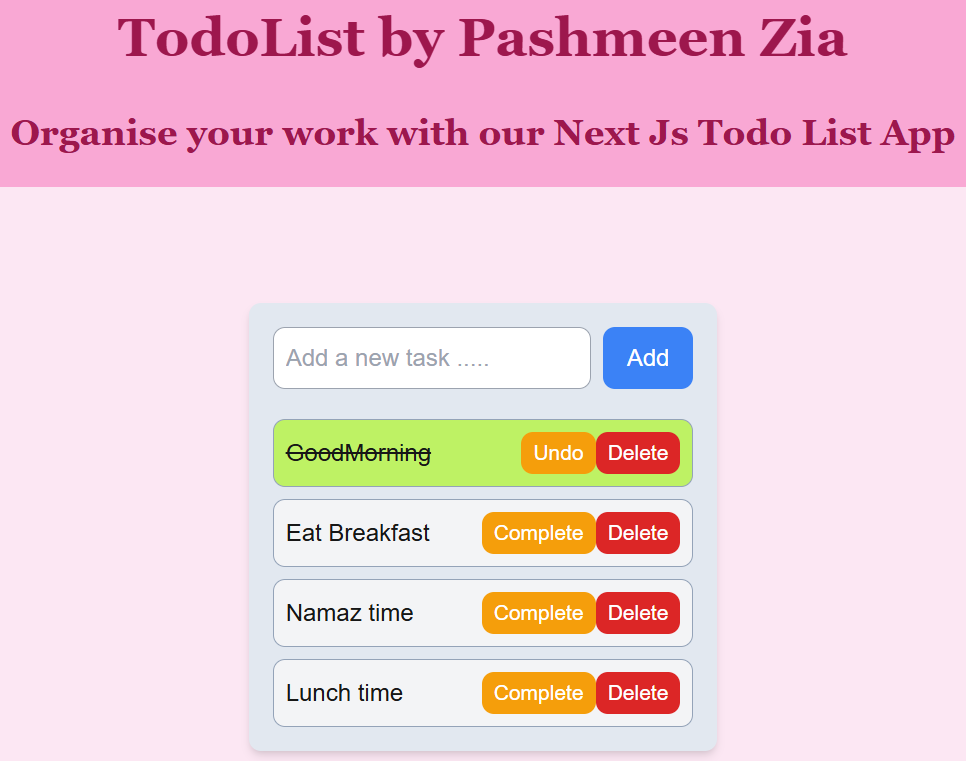 TodoList by Pashmeen Zia
Organise your work with our Next Js Todo List App
Add a new task ..... Add
GoodMorning Undo Delete
Eat Breakfast Complete Delete
Namaz time Complete Delete
Lunch time Complete Delete